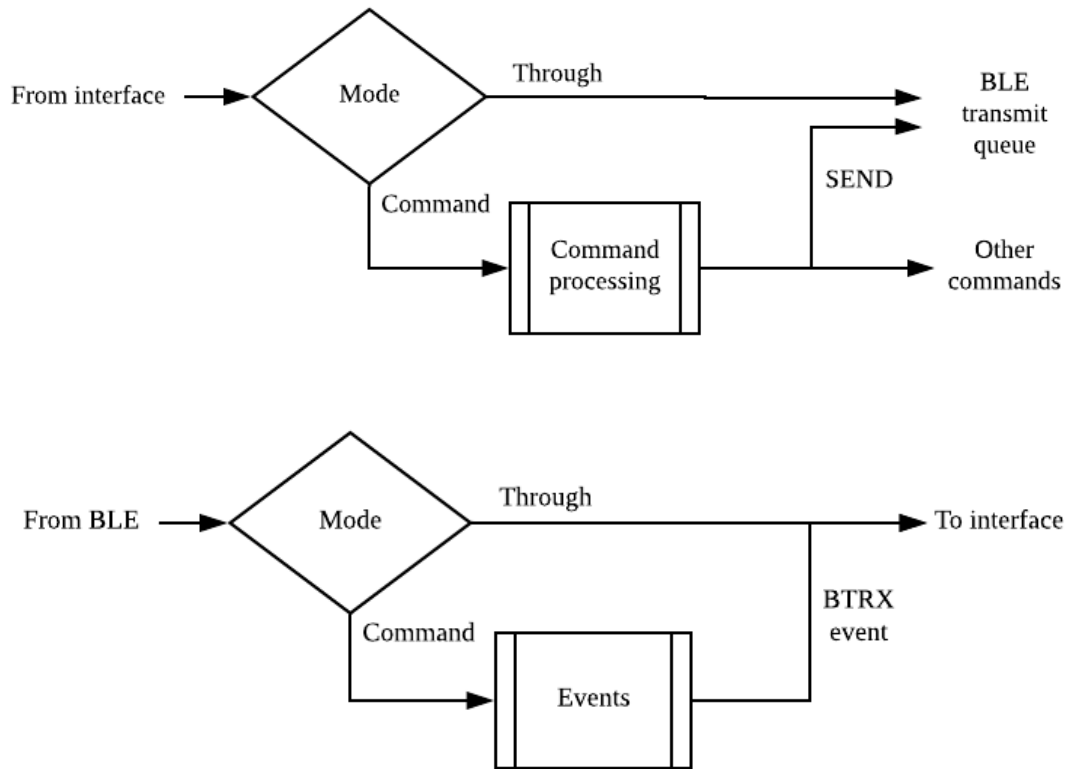 From interface
Mode
Through
BLE
transmit
queue
SEND
Command
Command
processing
Other
commands
From BLE
Mode
Through
To interface
BTRX
event
Command
Events